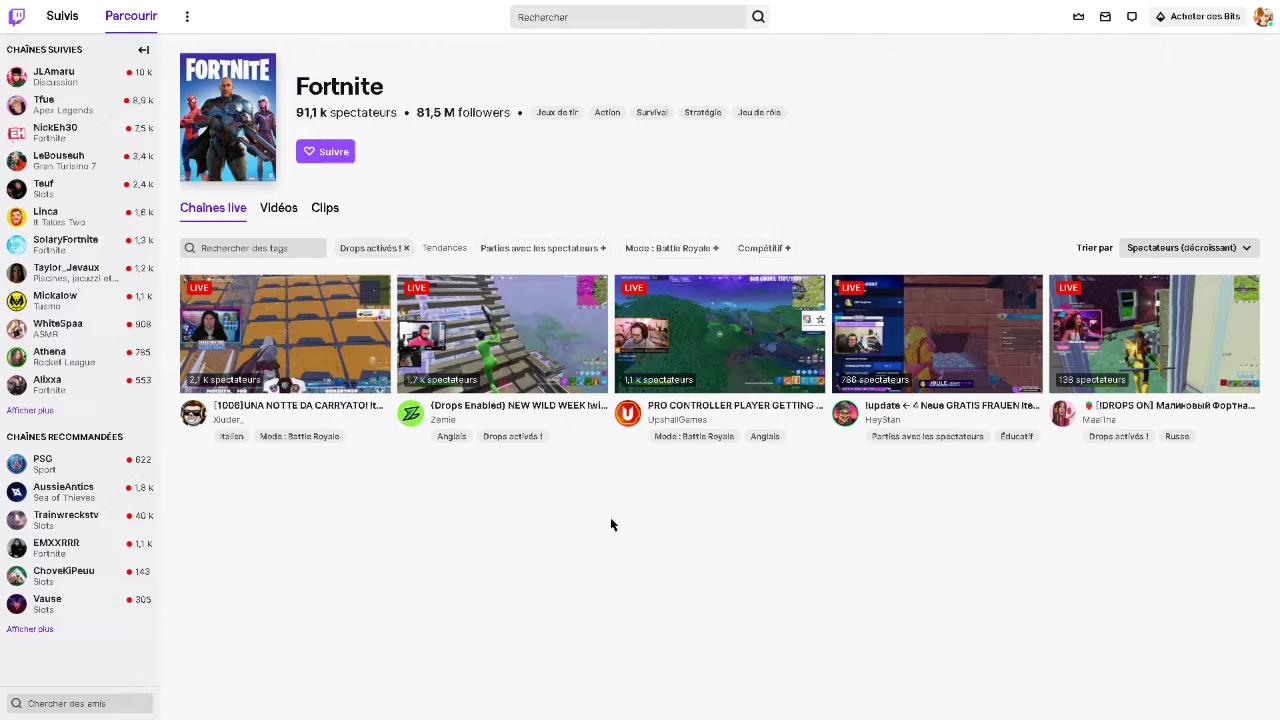 Suivis
Parcourir
Rechercher
Acheter des Bits
CHAÎNES SUIVIES
JLAmaru
10 k
Discussion
Tfue
8,9 k
Apex Legends
NickEh30
7,5 k
Fortnite
LeBouseuh
3,4 k
Gran Turismo 7
Teuf
2,4 k
Slots
Linca
1,6 k
It Takes Two
SolaryFortnite
1,3 k
Fortnite
Taylor_Jevaux
1,2 k
Piscines, jacuzzi et...
Mickalow
1,1 k
Tusmo
WhiteSpaa
908
ASMR
Athena
785
Rocket League
Alixxa
553
Fortnite
Afficher plus
CHAÎNES RECOMMANDÉES
PSG
622
Sport
AussieAntics
1,8 k
Sea of Thieves
Trainwreckstv
40 k
Slots
EMXXRRR
1,1 k
Fortnite
ChoveKiPeuu
143
Slots
Vause
305
Slots
Afficher plus
Chercher des amis
FORTNITE
Fortnite
91,1 k spectateurs • 81,5 M followers • Jeux de tir Action Survival Stratégie Jeu de rôle
Suivre
Chaînes live Vidéos Clips
Rechercher des tags Drops activés ! × Tendances Parties avec les spectateurs + Mode : Battle Royale + Compétitif +
Trier par Spectateurs (décroissant)
LIVE
2,1 k spectateurs
[1006]UNA NOTTE DA CARRYATO! It...
Xiuder_
Italien Mode : Battle Royale
LIVE
1,7 k spectateurs
(Drops Enabled) NEW WILD WEEK !wi...
Zemie
Anglais Drops activés !
LIVE
1,1 k spectateurs
PRO CONTROLLER PLAYER GETTING ...
UpshallGames
Mode : Battle Royale Anglais
LIVE
786 spectateurs
!update ← 4 Neue GRATIS FRAUEN Ite...
HeyStan
Parties avec les spectateurs Éducatif
LIVE
138 spectateurs
[!DROPS ON] Малиновый Фортна...
Maal1na
Drops activés ! Russe